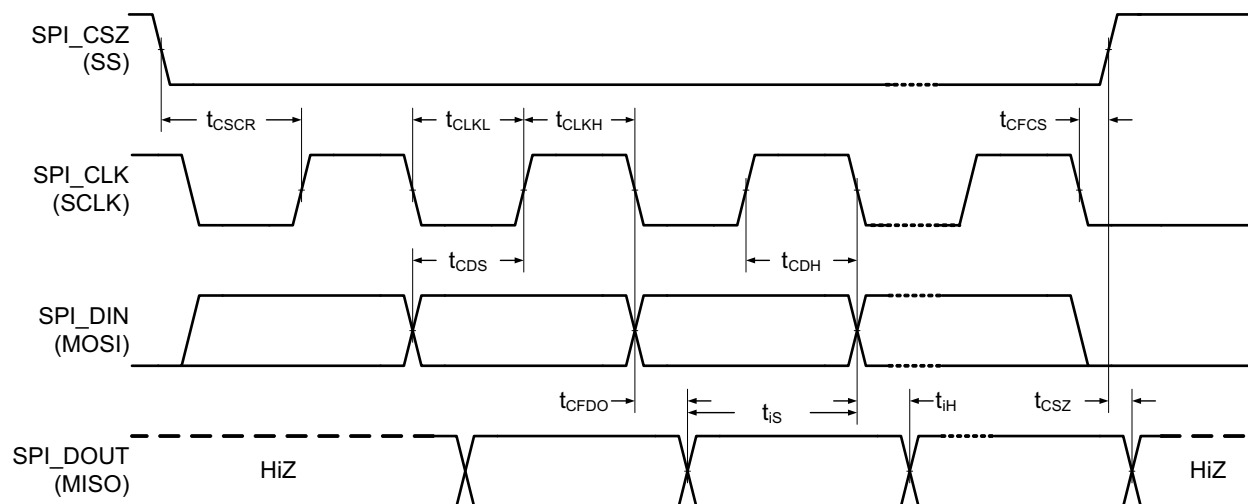 SPI_CSZ
(SS)
tCSCR
tCLKL
tCLKH
tCFCS
SPI_CLK
(SCLK)
tCDS
tCDH
SPI_DIN
(MOSI)
tCFDO
tiS
tiH
tCSZ
SPI_DOUT
(MISO)
HiZ
HiZ